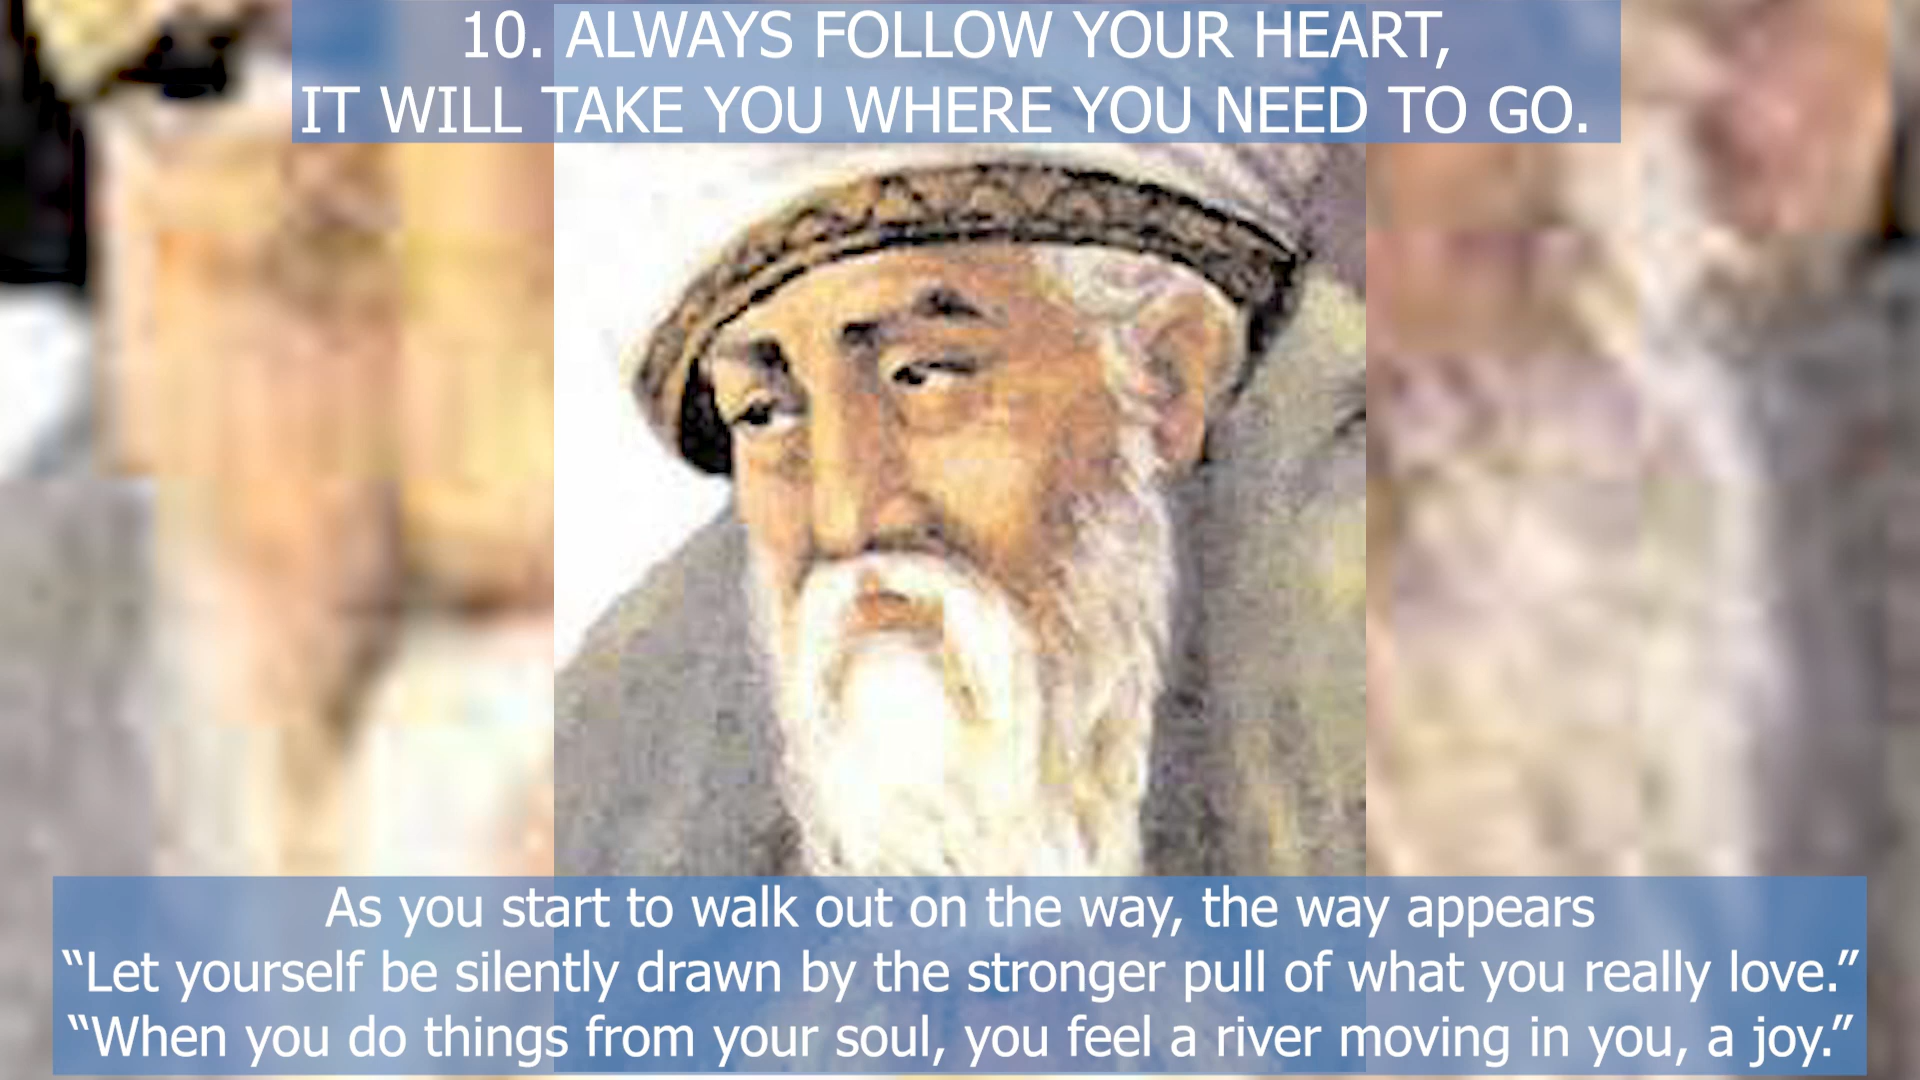 10. ALWAYS FOLLOW YOUR HEART,
IT WILL TAKE YOU WHERE YOU NEED TO GO.
As you start to walk out on the way, the way appears
“Let yourself be silently drawn by the stronger pull of what you really love.”
“When you do things from your soul, you feel a river moving in you, a joy.”